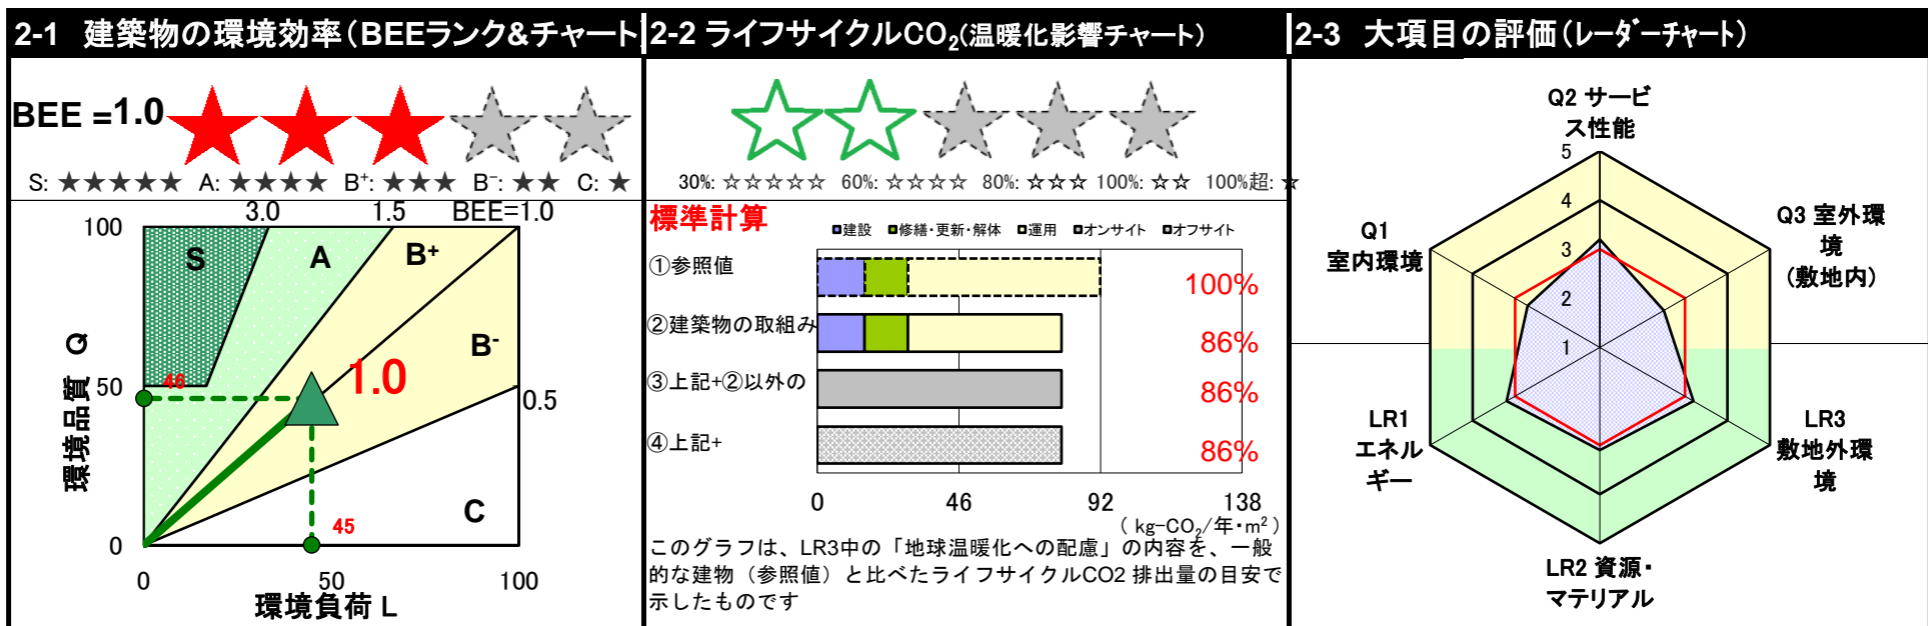 2-1 建築物の環境効率(BEEランク&チャート
BEE =1.0
S: ★★★★★ A: ★★★★ B+: ★★★ B-: ★★ C: ★
3.0 1.5 BEE=1.0
100
S A B+
B-
環境品質 Q
50
46
1.0
0.5
C
45
0
0 50 100
環境負荷 L
2-2 ライフサイクルCO2(温暖化影響チャート)
30%: ☆☆☆☆☆ 60%: ☆☆☆☆ 80%: ☆☆☆ 100%: ☆☆ 100%超: ☆
標準計算
建設 修繕・更新・解体 運用 オンサイト オフサイト
①参照値 100%
②建築物の取組み 86%
③上記+②以外の 86%
④上記+ 86%
0 46 92 138
( kg-CO2/年・m2 )
このグラフは、LR3中の「地球温暖化への配慮」の内容を、一般
的な建物(参照値)と比べたライフサイクルCO2 排出量の目安で
示したものです
2-3 大項目の評価(レーダーチャート)
Q2 サービ
ス性能
5
4
3
2
1
Q1
室内環境
Q3 室外環
境
(敷地内)
LR1
エネル
ギー
LR3
敷地外環
境
LR2 資源・
マテリアル